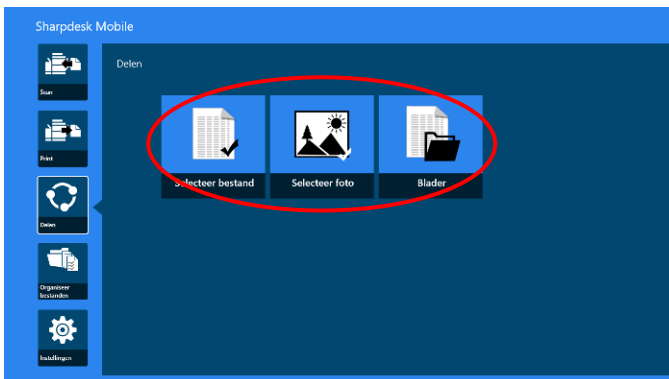 Sharpdesk Mobile
Scan
Delen
Selecteer bestand
Selecteer foto
Blader
Print
Delen
Organiseer
bestanden
Instellingen